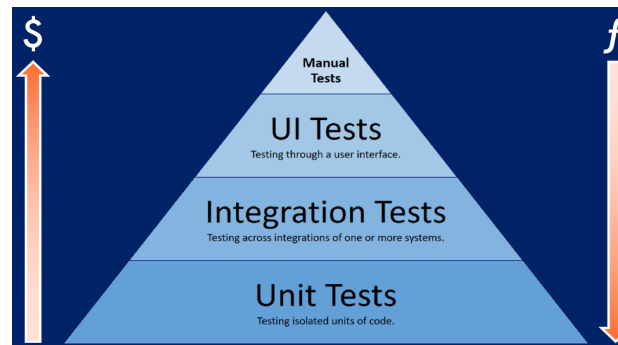 $
f
Manual
Tests
UI Tests
Testing through a user interface.
Integration Tests
Testing across integrations of one or more systems.
Unit Tests
Testing isolated units of code.